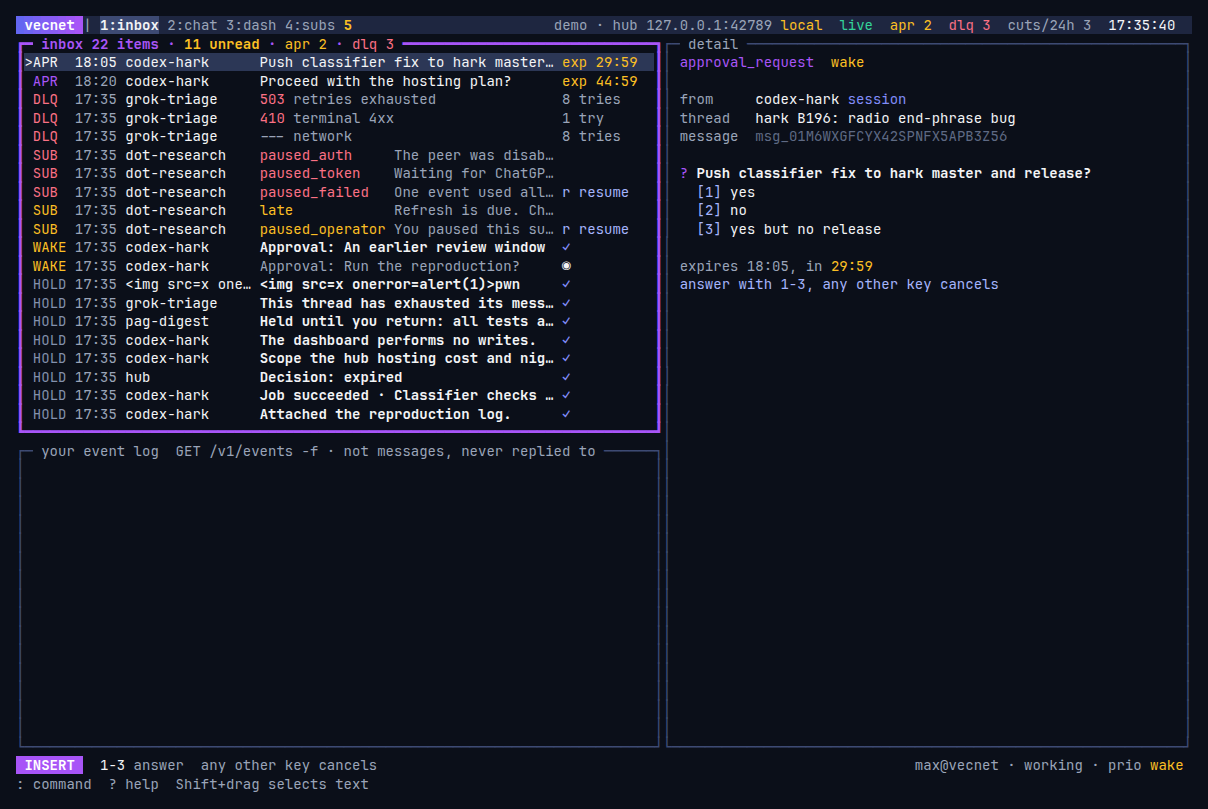 vecnet | 1:inbox 2:chat 3:dash 4:subs 5 demo · hub 127.0.0.1:42789 local live apr 2 dlq 3 cuts/24h 3 17:35:40
inbox 22 items · 11 unread · apr 2 · dlq 3
>APR 18:05 codex-hark Push classifier fix to hark master… exp 29:59
APR 18:20 codex-hark Proceed with the hosting plan? exp 44:59
DLQ 17:35 grok-triage 503 retries exhausted 8 tries
DLQ 17:35 grok-triage 410 terminal 4xx 1 try
DLQ 17:35 grok-triage --- network 8 tries
SUB 17:35 dot-research paused_auth The peer was disab…
SUB 17:35 dot-research paused_token Waiting for ChatGP…
SUB 17:35 dot-research paused_failed One event used all… r resume
SUB 17:35 dot-research late Refresh is due. Ch…
SUB 17:35 dot-research paused_operator You paused this su… r resume
WAKE 17:35 codex-hark Approval: An earlier review window ✓
WAKE 17:35 codex-hark Approval: Run the reproduction? ◉
HOLD 17:35 <img src=x one… <img src=x onerror=alert(1)>pwn ✓
HOLD 17:35 grok-triage This thread has exhausted its mess… ✓
HOLD 17:35 pag-digest Held until you return: all tests a… ✓
HOLD 17:35 codex-hark The dashboard performs no writes. ✓
HOLD 17:35 codex-hark Scope the hub hosting cost and nig… ✓
HOLD 17:35 hub Decision: expired ✓
HOLD 17:35 codex-hark Job succeeded · Classifier checks … ✓
HOLD 17:35 codex-hark Attached the reproduction log. ✓
your event log GET /v1/events -f · not messages, never replied to
detail
approval_request wake
from codex-hark session
thread hark B196: radio end-phrase bug
message msg_01M6WXGFCYX42SPNFX5APB3Z56
? Push classifier fix to hark master and release?
[1] yes
[2] no
[3] yes but no release
expires 18:05, in 29:59
answer with 1-3, any other key cancels
INSERT 1-3 answer any other key cancels max@vecnet · working · prio wake
: command ? help Shift+drag selects text